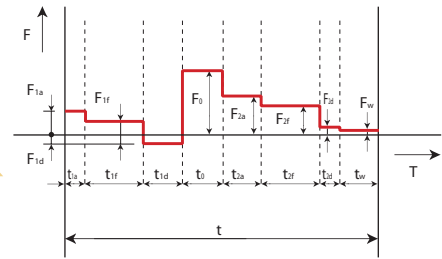 F
F1a
F1f
F0
F2a
F2f
F2d
Fw
F1d
t1a t1f t1d t0 t2a t2f t2d tw
T
t